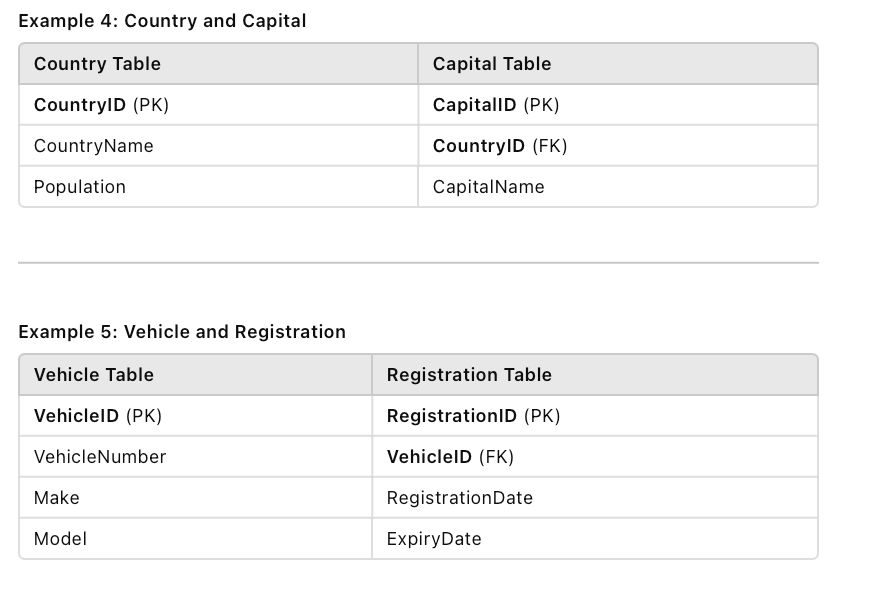 Example 4: Country and Capital
Country Table Capital Table
CountryID (PK) CapitalID (PK)
CountryName CountryID (FK)
Population CapitalName
Example 5: Vehicle and Registration
Vehicle Table Registration Table
VehicleID (PK) RegistrationID (PK)
VehicleNumber VehicleID (FK)
Make RegistrationDate
Model ExpiryDate